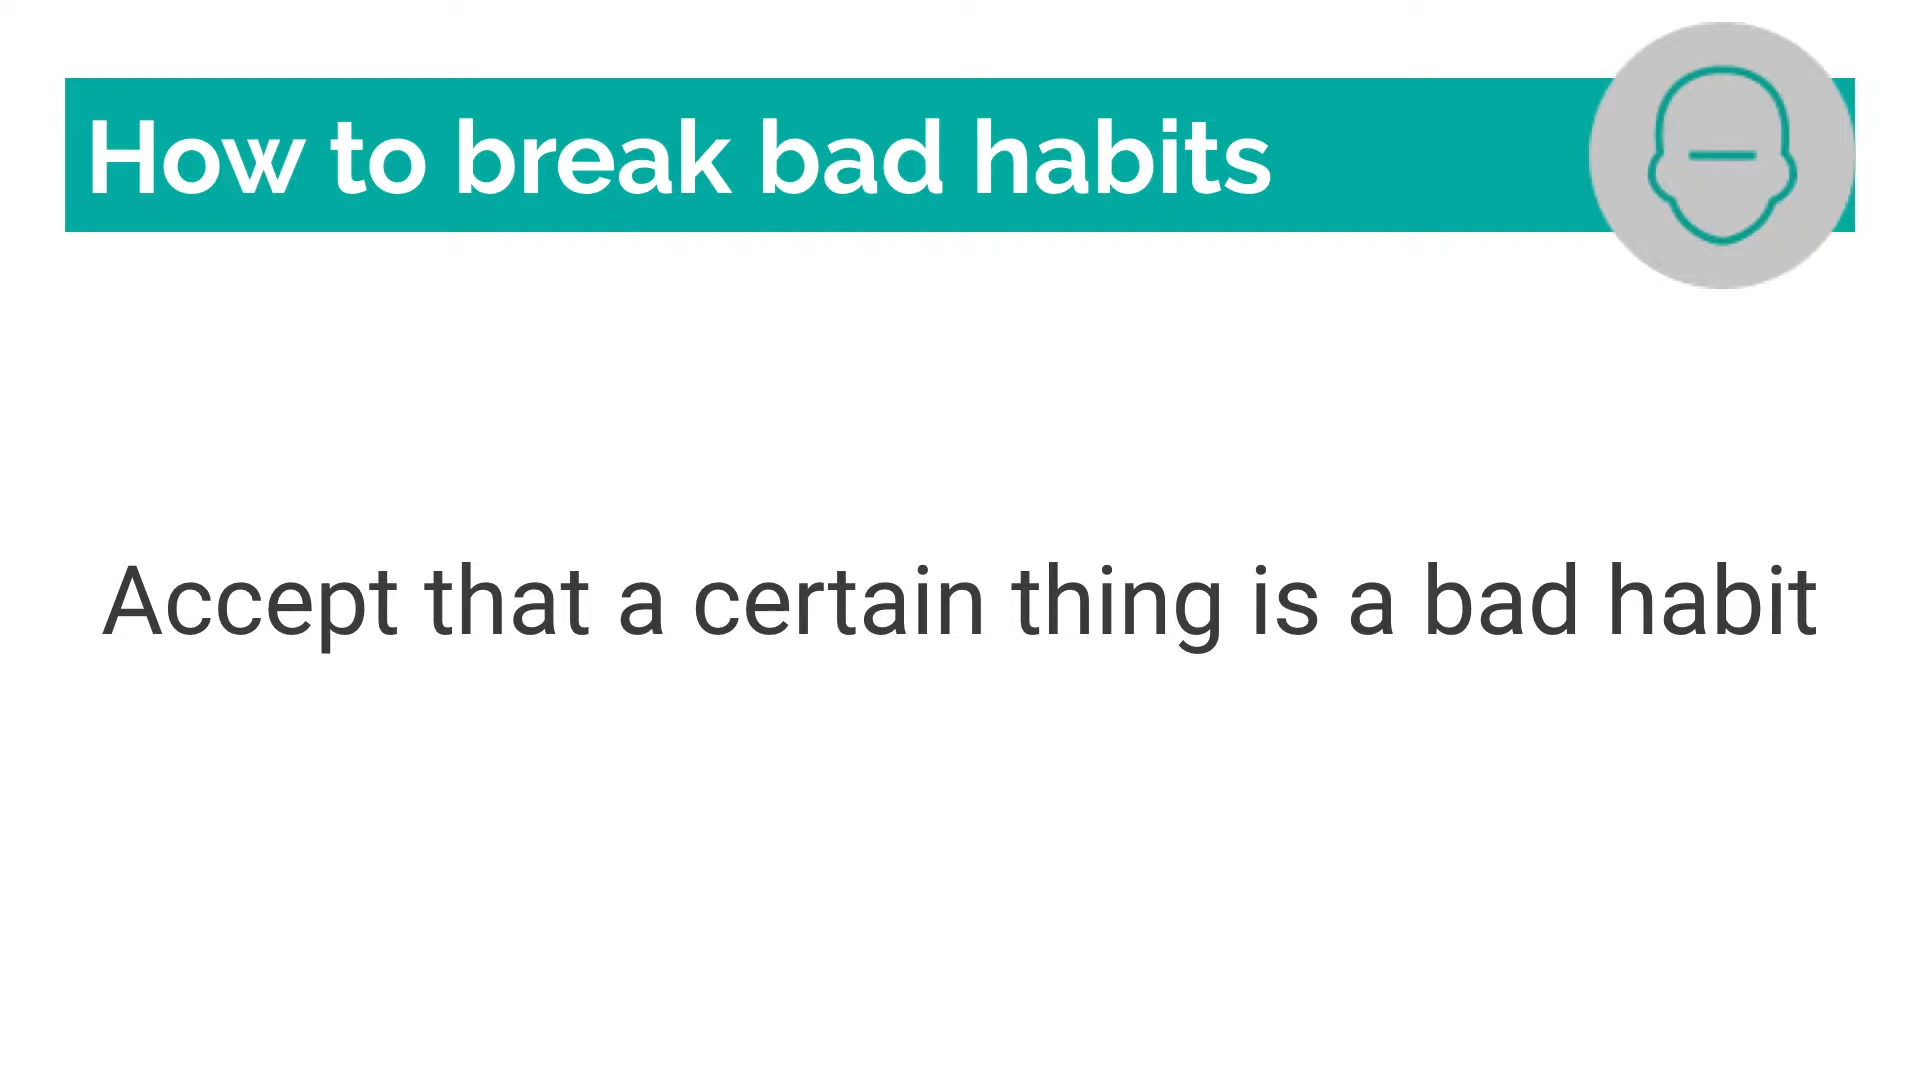 How to break bad habits
Accept that a certain thing is a bad habit